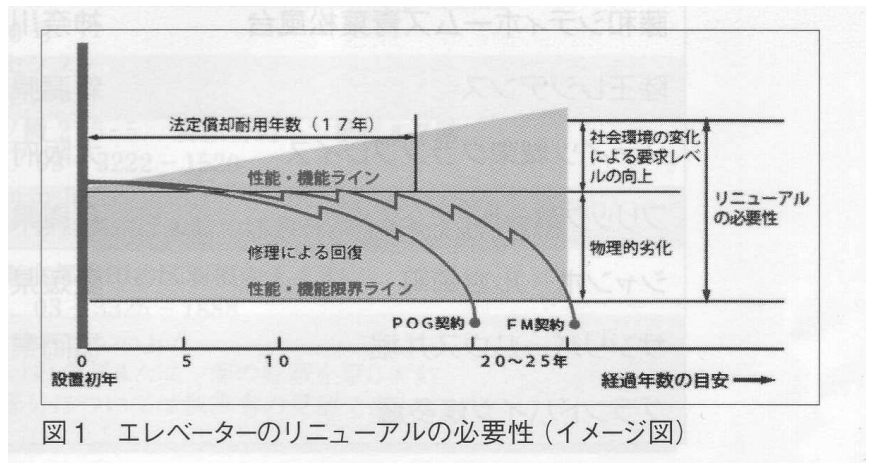 法定償却耐用年数（17年）
性能・機能ライン
修理による回復
性能・機能限界ライン
POG契約
FM契約
社会環境の変化
による要求レベ
ルの向上
物理的劣化
リニューアル
の必要性
0
5
10
20～25年
設置初年
経過年数の目安
図1 エレベーターのリニューアルの必要性（イメージ図）